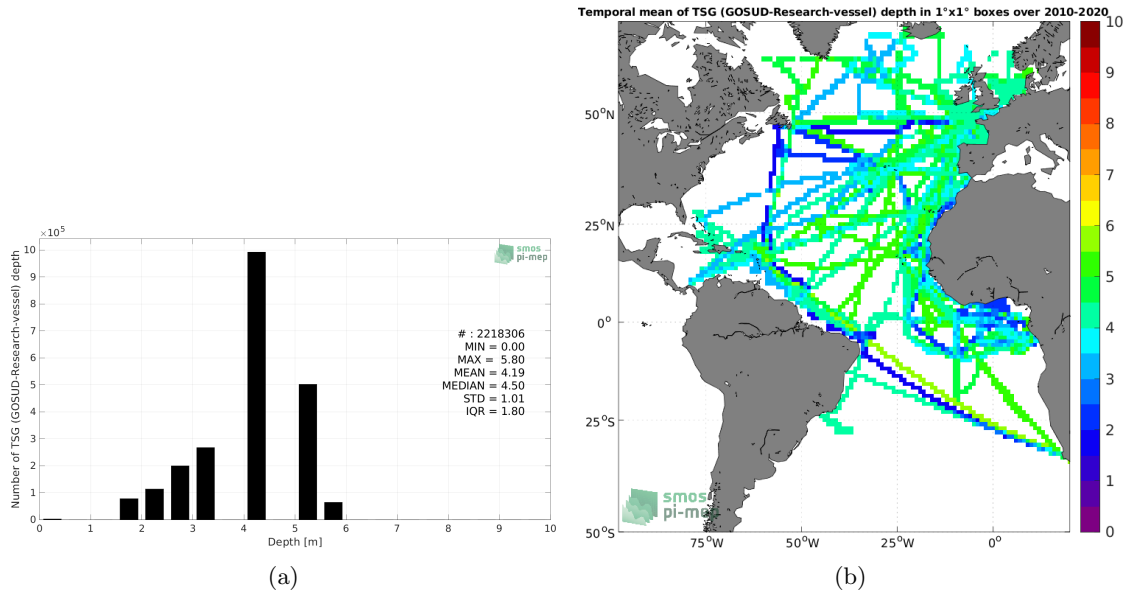 ×10⁵
10
9
8
7
6
5
4
3
2
1
0
Number of TSG (GOSUD-Research-vessel) depth
smos
pi-mep
# : 2218306
MIN = 0.00
MAX = 5.80
MEAN = 4.19
MEDIAN = 4.50
STD = 1.01
IQR = 1.80
0 1 2 3 4 5 6 7 8 9 10
Depth [m]
(a)
Temporal mean of TSG (GOSUD-Research-vessel) depth in 1°x1° boxes over 2010-2020
50°N
25°N
0°
25°S
50°S
75°W 50°W 25°W 0°
smos
pi-mep
10
9
8
7
6
5
4
3
2
1
0
(b)